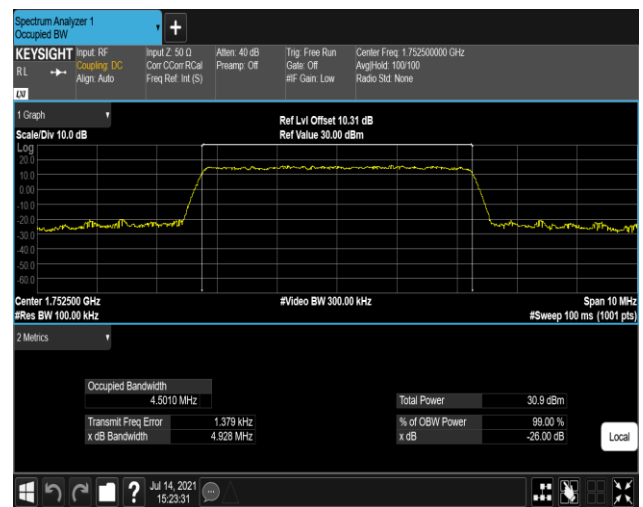 Spectrum Analyzer 1
Occupied BW
+
KEYSIGHT Input: RF Input Z: 50 Ω Atten: 40 dB Trig: Free Run Center Freq: 1.752500000 GHz
RL Coupling: DC Corr CCorr RCal Preamp: Off Gate: Off Avg|Hold: 100/100
Align: Auto Freq Ref: Int (S) #IF Gain: Low Radio Std: None
LXI
1 Graph
Ref Lvl Offset 10.31 dB
Scale/Div 10.0 dB Ref Value 30.00 dBm
Log
20.0
10.0
0.00
-10.0
-20.0
-30.0
-40.0
-50.0
-60.0
Center 1.752500 GHz #Video BW 300.00 kHz Span 10 MHz
#Res BW 100.00 kHz #Sweep 100 ms (1001 pts)
2 Metrics
Occupied Bandwidth
4.5010 MHz Total Power 30.9 dBm
Transmit Freq Error 1.379 kHz % of OBW Power 99.00 %
x dB Bandwidth 4.928 MHz x dB -26.00 dB
Local
? Jul 14, 2021
15:23:31